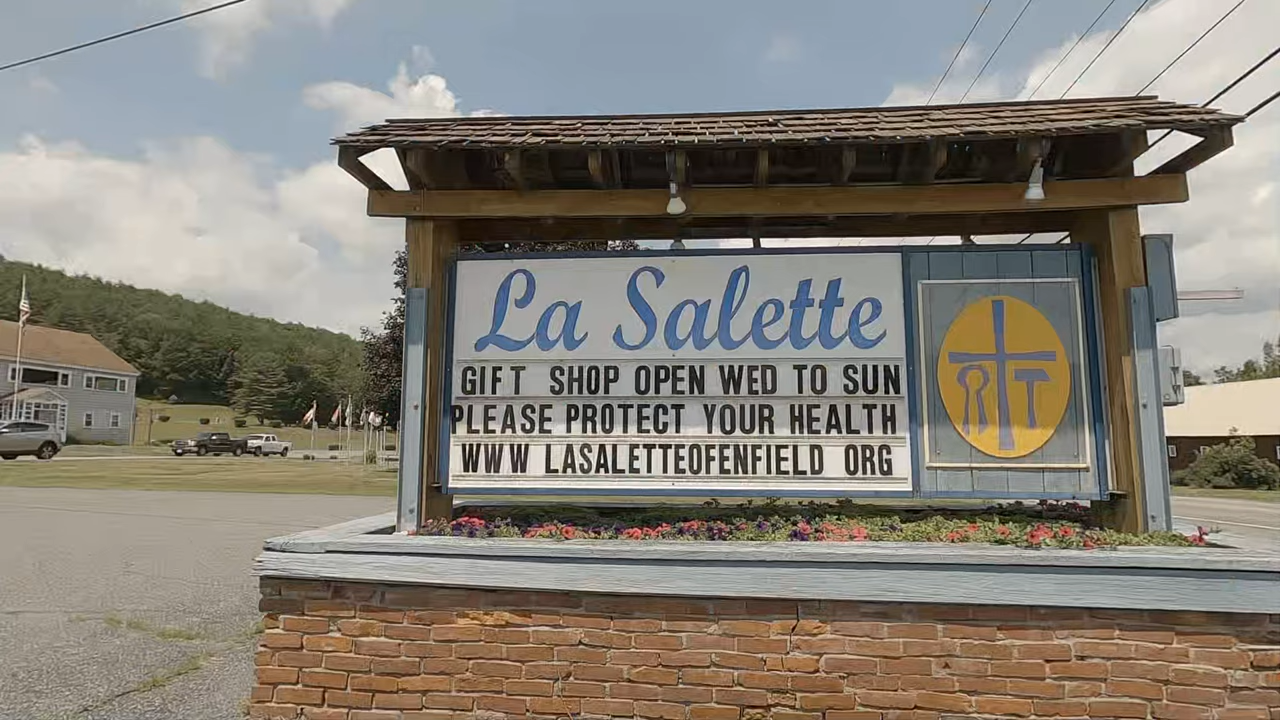 La Salette
GIFT SHOP OPEN WED TO SUN
PLEASE PROTECT YOUR HEALTH
WWW LASALETTEOFENFIELD ORG